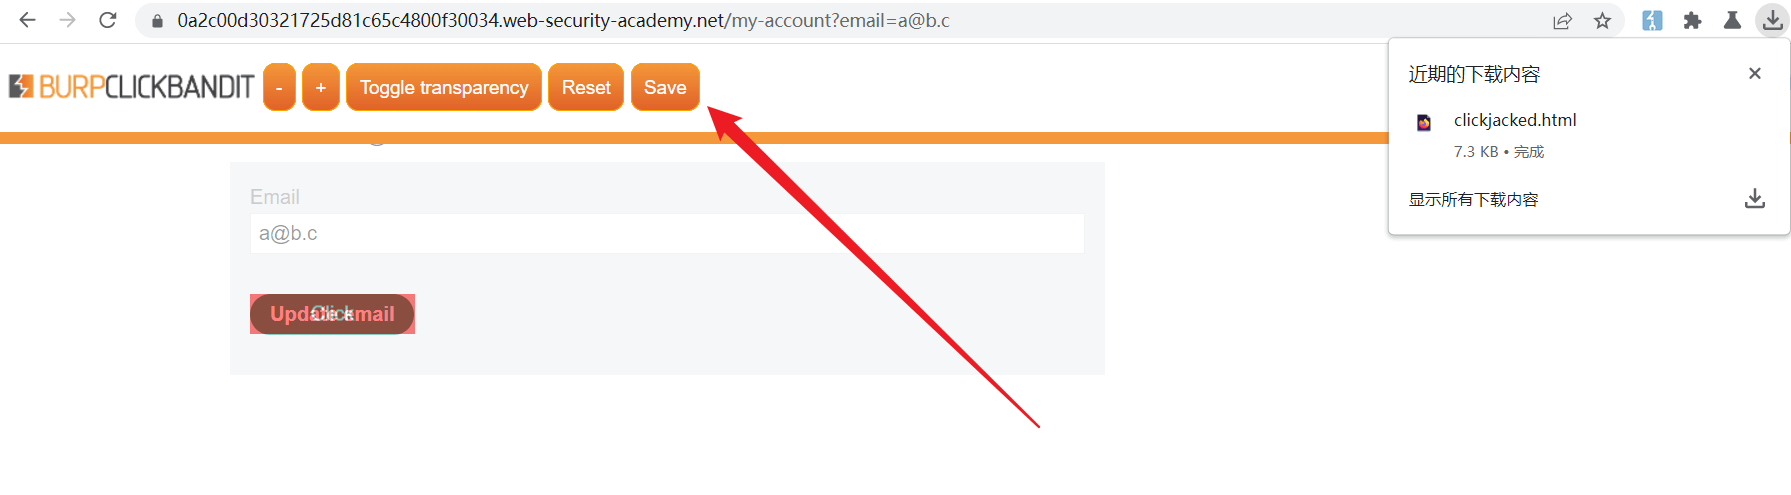 0a2c00d30321725d81c65c4800f30034.web-security-academy.net/my-account?email=a@b.c
BURPCLICKBANDIT - + Toggle transparency Reset Save
近期的下载内容
clickjacked.html
7.3 KB • 完成
显示所有下载内容
Email
a@b.c
Update email
Click